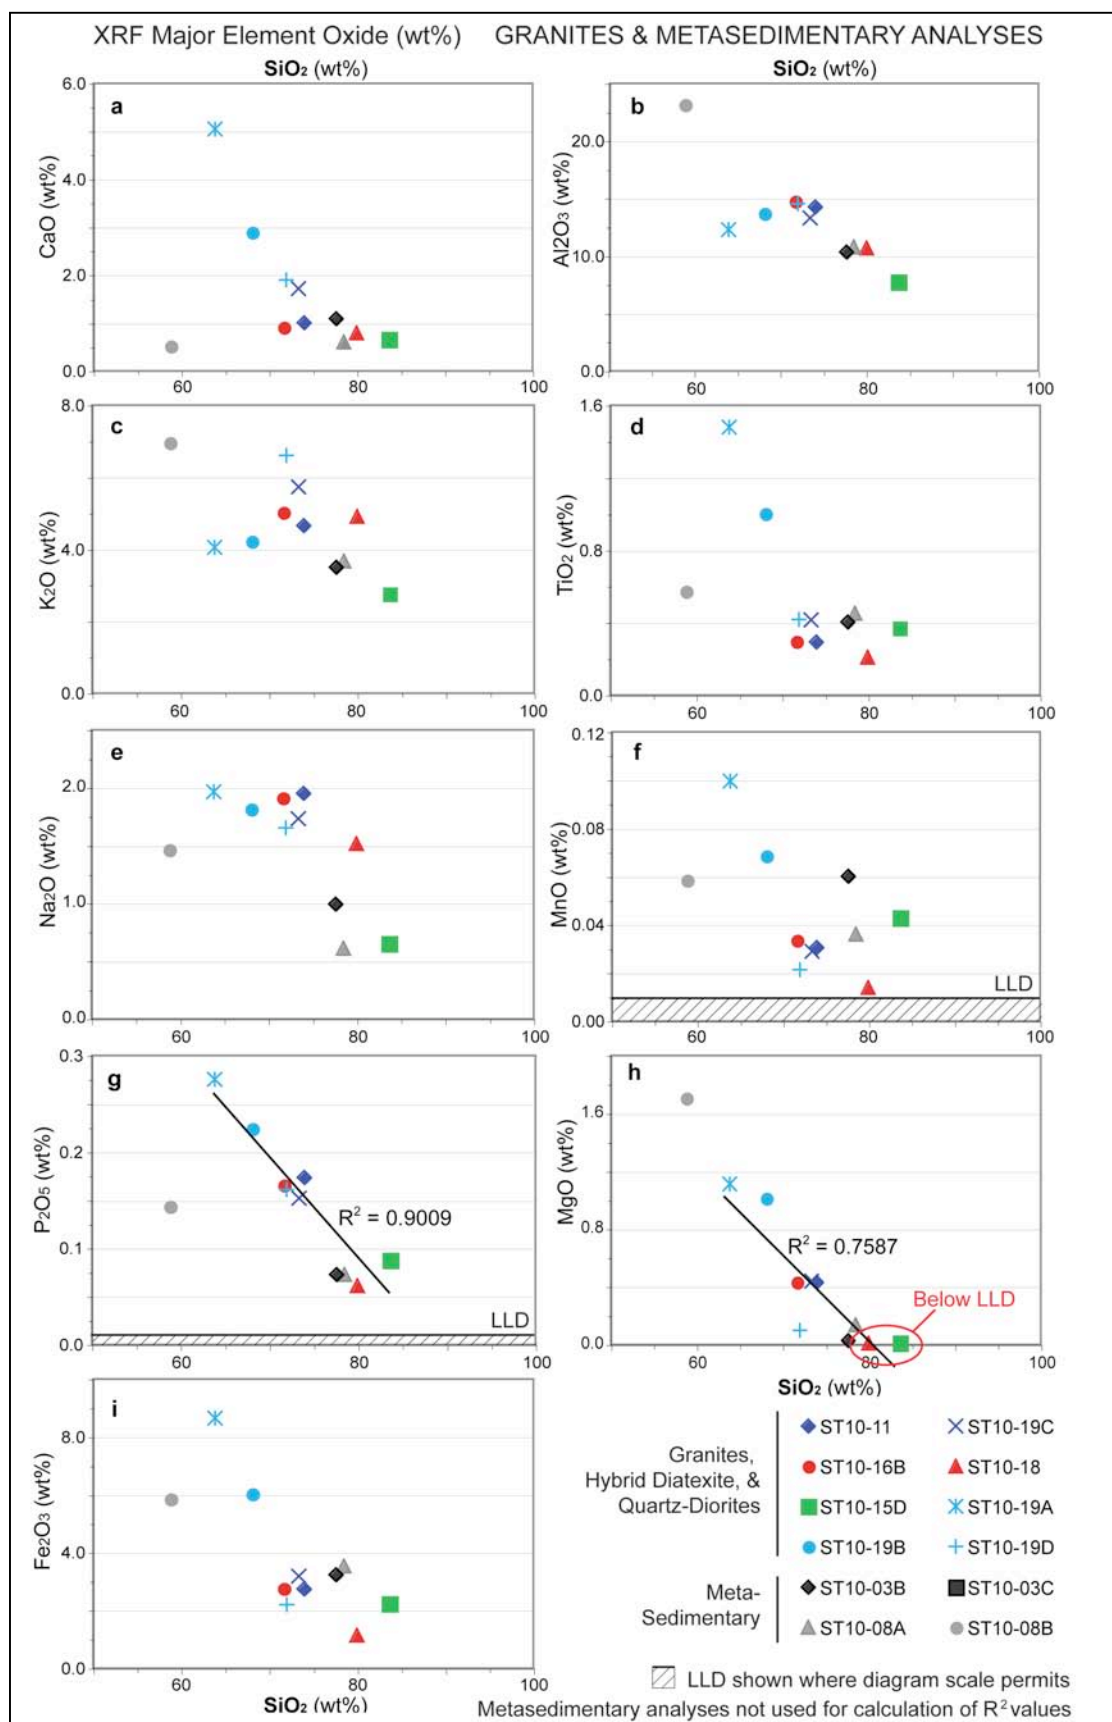 XRF Major Element Oxide (wt%) GRANITES & METASEDIMENTARY ANALYSES
SiO₂ (wt%) SiO₂ (wt%)
a
6.0
4.0
2.0
0.0
CaO (wt%)
60 80 100
b
20.0
10.0
0.0
Al2O₃ (wt%)
60 80 100
c
8.0
4.0
0.0
K₂O (wt%)
60 80 100
d
1.6
0.8
0.0
TiO₂ (wt%)
60 80 100
e
2.0
1.0
0.0
Na₂O (wt%)
60 80 100
f
0.12
0.08
0.04
0.00
MnO (wt%)
LLD
60 80 100
g
0.3
0.2
0.1
0.0
P₂O₅ (wt%)
R² = 0.9009
LLD
60 80 100
h
1.6
0.8
0.0
MgO (wt%)
R² = 0.7587
Below LLD
60 80 100
SiO₂ (wt%)
i
8.0
4.0
0.0
Fe₂O₃ (wt%)
60 80 100
SiO₂ (wt%)
Granites,
Hybrid Diatexite, &
Quartz-Diorites
ST10-11 ST10-19C
ST10-16B ST10-18
ST10-15D ST10-19A
ST10-19B ST10-19D
Meta-
Sedimentary
ST10-03B ST10-03C
ST10-08A ST10-08B
LLD shown where diagram scale permits
Metasedimentary analyses not used for calculation of R² values